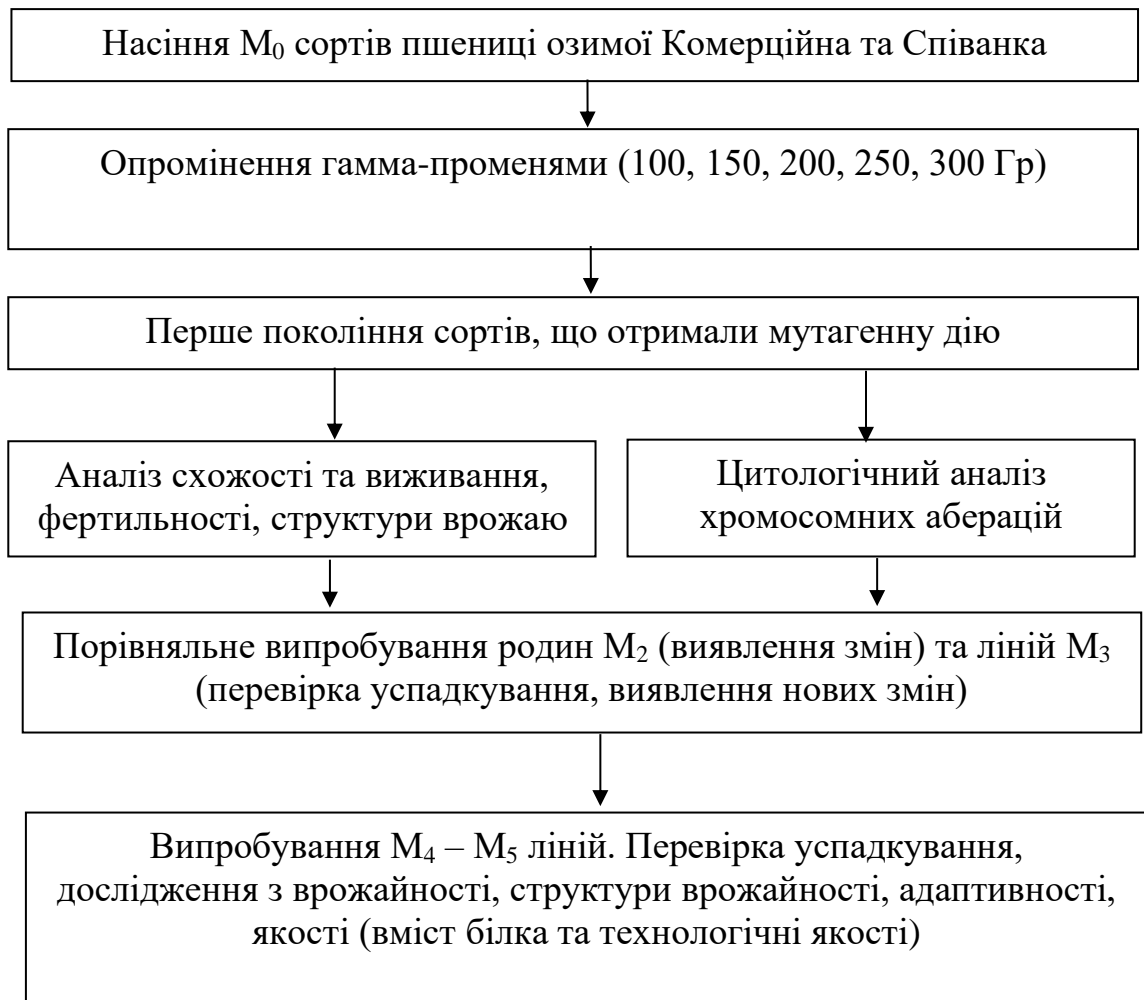 Насіння М₀ сортів пшениці озимої Комерційна та Співанка
Опромінення гамма-променями (100, 150, 200, 250, 300 Гр)
Перше покоління сортів, що отримали мутагенну дію
Аналіз схожості та виживання,
фертильності, структури врожаю
Цитологічний аналіз
хромосомних аберацій
Порівняльне випробування родин М₂ (виявлення змін) та ліній М₃
(перевірка успадкування, виявлення нових змін)
Випробування М₄ – М₅ ліній. Перевірка успадкування,
дослідження з врожайності, структури врожайності, адаптивності,
якості (вміст білка та технологічні якості)